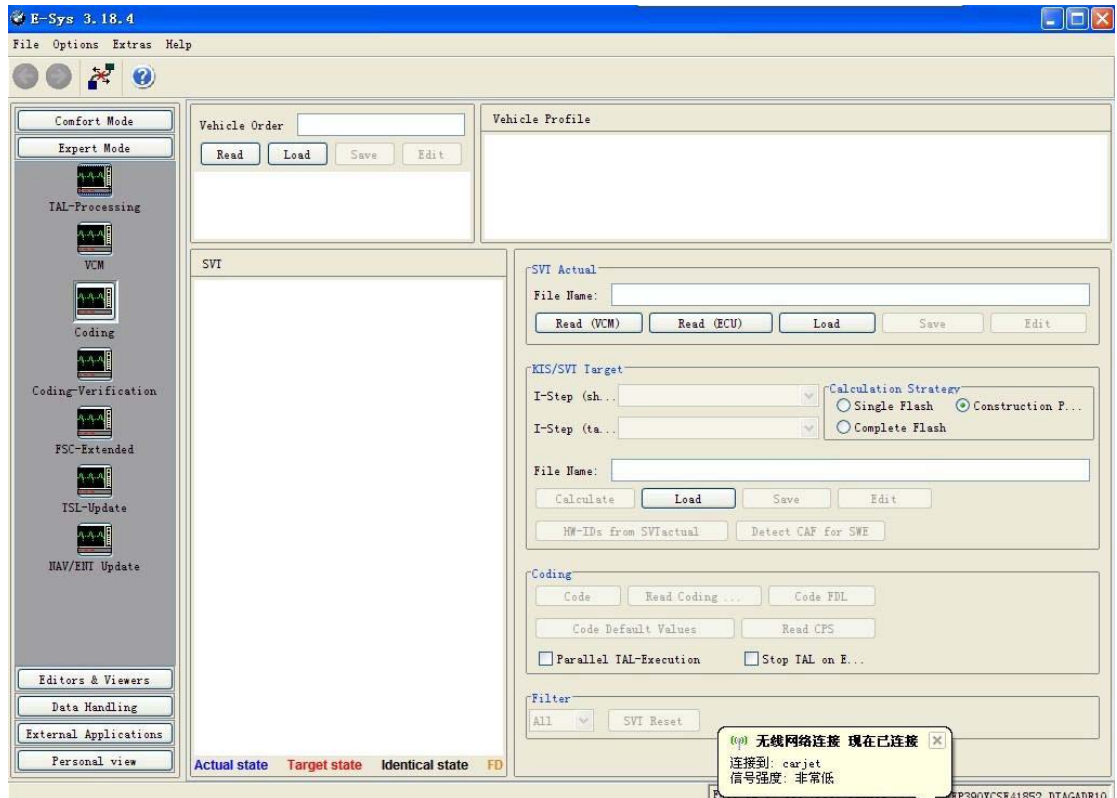 E-Sys 3.18.4
File Options Extras Help
Comfort Mode
Expert Mode
TAL-Processing
VCM
Coding
Coding-Verification
FSC-Extended
TSL-Update
NAV/ENT Update
Editors & Viewers
Data Handling
External Applications
Personal view
Vehicle Order
Read Load Save Edit
Vehicle Profile
SVT
Actual state Target state Identical state FD
SVT Actual
File Name:
Read (VCM) Read (ECU) Load Save Edit
KIS/SVT Target
I-Step (sh...
I-Step (ta...
Calculation Strategy
Single Flash Construction P...
Complete Flash
File Name:
Calculate Load Save Edit
HW-IDs from SVTactual Detect CAF for SWE
Coding
Code Read Coding ... Code FDL
Code Default Values Read CPS
Parallel TAL-Execution Stop TAL on E...
Filter
All SVT Reset
无线网络连接 现在已连接
连接到: carjet
信号强度: 非常低